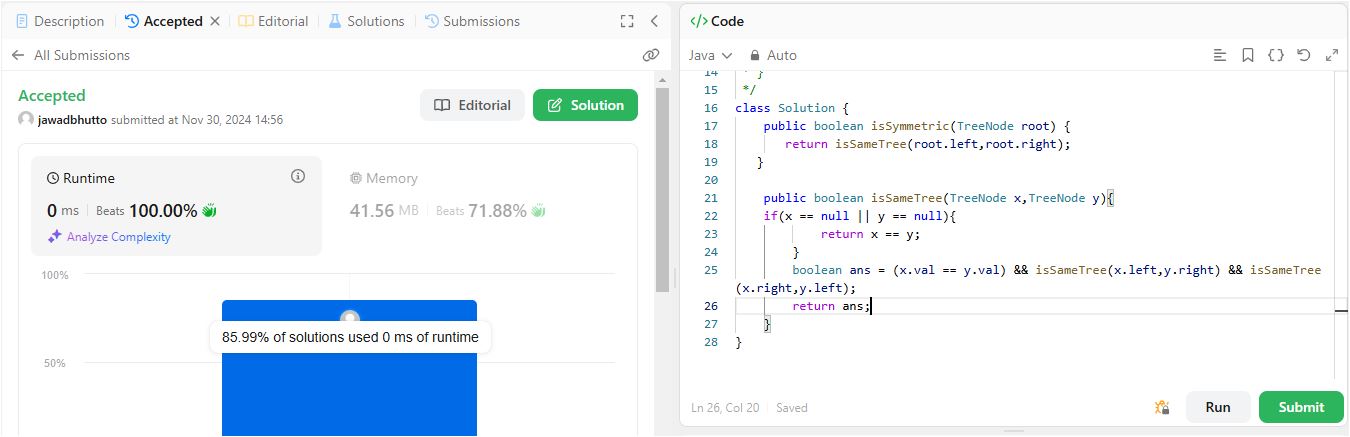 Description Accepted Editorial Solutions Submissions
All Submissions
Accepted
jawadbhutto submitted at Nov 30, 2024 14:56
Editorial Solution
Runtime
0 ms Beats 100.00%
Analyze Complexity
Memory
41.56 MB Beats 71.88%
100%
85.99% of solutions used 0 ms of runtime
50%
</> Code
Java Auto
14 * }
15 */
16 class Solution {
17 public boolean isSymmetric(TreeNode root) {
18 return isSameTree(root.left,root.right);
19 }
20
21 public boolean isSameTree(TreeNode x,TreeNode y){
22 if(x == null || y == null){
23 return x == y;
24 }
25 boolean ans = (x.val == y.val) && isSameTree(x.left,y.right) && isSameTree
(x.right,y.left);
26 return ans;
27 }
28 }
Ln 26, Col 20 Saved
Run Submit